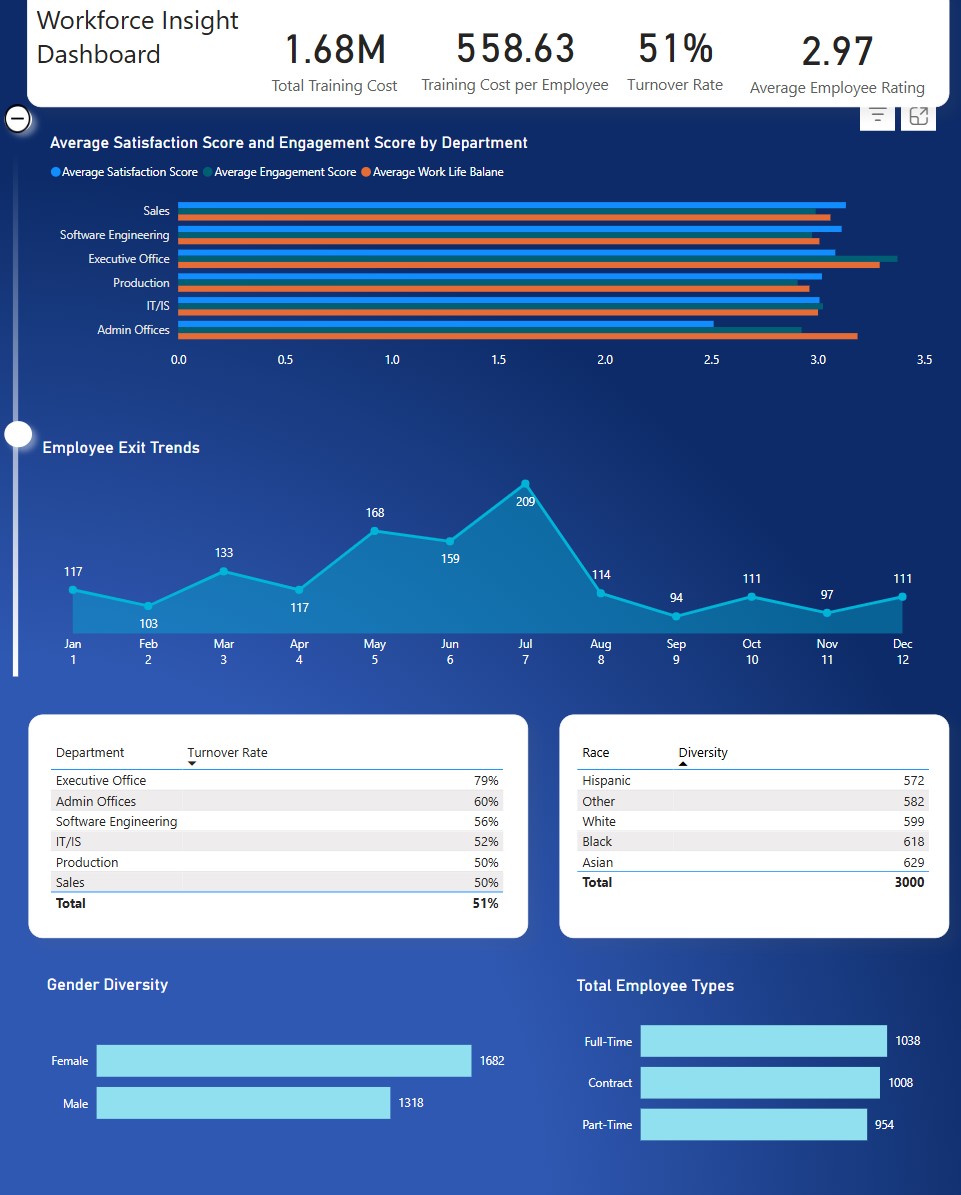 Workforce Insight
Dashboard
1.68M
Total Training Cost
558.63
Training Cost per Employee
51%
Turnover Rate
2.97
Average Employee Rating
Average Satisfaction Score and Engagement Score by Department
Average Satisfaction Score Average Engagement Score Average Work Life Balane
Sales
Software Engineering
Executive Office
Production
IT/IS
Admin Offices
0.0 0.5 1.0 1.5 2.0 2.5 3.0 3.5
Employee Exit Trends
117 103 133 117 168 159 209 114 94 111 97 111
Jan Feb Mar Apr May Jun Jul Aug Sep Oct Nov Dec
1 2 3 4 5 6 7 8 9 10 11 12
Department Turnover Rate
Executive Office 79%
Admin Offices 60%
Software Engineering 56%
IT/IS 52%
Production 50%
Sales 50%
Total 51%
Race Diversity
Hispanic 572
Other 582
White 599
Black 618
Asian 629
Total 3000
Gender Diversity
Female 1682
Male 1318
Total Employee Types
Full-Time 1038
Contract 1008
Part-Time 954